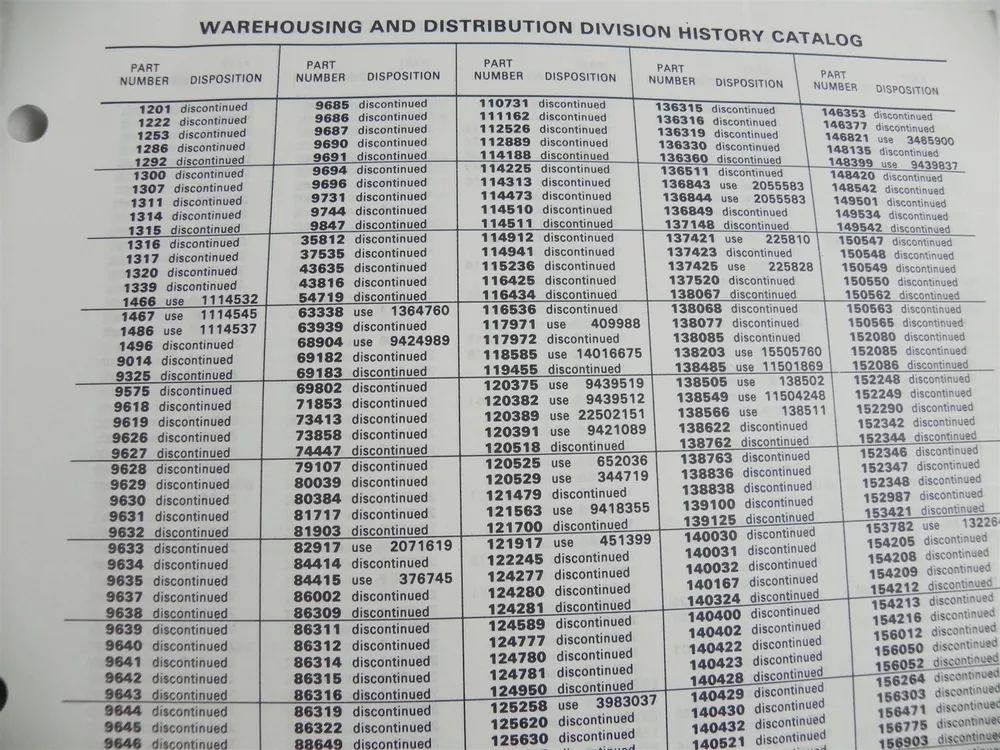 WAREHOUSING AND DISTRIBUTION DIVISION HISTORY CATALOG
PART NUMBER DISPOSITION
1201 discontinued
1222 discontinued
1253 discontinued
1286 discontinued
1292 discontinued
1300 discontinued
1307 discontinued
1311 discontinued
1314 discontinued
1315 discontinued
1316 discontinued
1317 discontinued
1320 discontinued
1339 discontinued
1466 use 1114532
1467 use 1114545
1486 use 1114537
1496 discontinued
9014 discontinued
9325 discontinued
9575 discontinued
9618 discontinued
9619 discontinued
9626 discontinued
9627 discontinued
9628 discontinued
9629 discontinued
9630 discontinued
9631 discontinued
9632 discontinued
9633 discontinued
9634 discontinued
9635 discontinued
9637 discontinued
9638 discontinued
9639 discontinued
9640 discontinued
9641 discontinued
9642 discontinued
9643 discontinued
9644 discontinued
9645 discontinued
9646 discontinued
PART NUMBER DISPOSITION
9685 discontinued
9686 discontinued
9687 discontinued
9690 discontinued
9691 discontinued
9694 discontinued
9696 discontinued
9731 discontinued
9744 discontinued
9847 discontinued
35812 discontinued
37535 discontinued
43635 discontinued
43816 discontinued
54719 discontinued
63338 use 1364760
63939 discontinued
68904 use 9424989
69182 discontinued
69183 discontinued
69802 discontinued
71853 discontinued
73413 discontinued
73858 discontinued
74447 discontinued
79107 discontinued
80039 discontinued
80384 discontinued
81717 discontinued
81903 discontinued
82917 use 2071619
84414 discontinued
84415 use 376745
86002 discontinued
86309 discontinued
86311 discontinued
86312 discontinued
86314 discontinued
86315 discontinued
86316 discontinued
86319 discontinued
86322 discontinued
88649 discontinued
PART NUMBER DISPOSITION
110731 discontinued
111162 discontinued
112526 discontinued
112889 discontinued
114188 discontinued
114225 discontinued
114313 discontinued
114473 discontinued
114510 discontinued
114511 discontinued
114912 discontinued
114941 discontinued
115236 discontinued
116425 discontinued
116434 discontinued
116536 discontinued
117971 use 409988
117972 discontinued
118585 use 14016675
119455 discontinued
120375 use 9439519
120382 use 9439512
120389 use 22502151
120391 use 9421089
120518 discontinued
120525 use 652036
120529 use 344719
121479 discontinued
121563 use 9418355
121700 discontinued
121917 use 451399
122245 discontinued
124277 discontinued
124280 discontinued
124281 discontinued
124589 discontinued
124777 discontinued
124780 discontinued
124781 discontinued
124950 discontinued
125258 use 3983037
125620 discontinued
125630 discontinued
PART NUMBER DISPOSITION
136315 discontinued
136316 discontinued
136319 discontinued
136330 discontinued
136360 discontinued
136511 discontinued
136843 use 2055583
136844 use 2055583
136849 discontinued
137148 discontinued
137421 use 225810
137423 discontinued
137425 use 225828
137520 discontinued
138067 discontinued
138068 discontinued
138077 discontinued
138085 discontinued
138203 use 15505760
138485 use 11501869
138505 use 138502
138549 use 11504248
138566 use 138511
138622 discontinued
138762 discontinued
138763 discontinued
138836 discontinued
138838 discontinued
139100 discontinued
139125 discontinued
140030 discontinued
140031 discontinued
140032 discontinued
140167 discontinued
140324 discontinued
140400 discontinued
140402 discontinued
140422 discontinued
140423 discontinued
140428 discontinued
140429 discontinued
140430 discontinued
140432 discontinued
140521 discontinued
PART NUMBER DISPOSITION
146353 discontinued
146377 discontinued
146821 use 3465900
148135 discontinued
148399 use 9439837
148420 discontinued
148542 discontinued
149501 discontinued
149534 discontinued
149542 discontinued
150547 discontinued
150548 discontinued
150549 discontinued
150550 discontinued
150562 discontinued
150563 discontinued
150565 discontinued
152080 discontinued
152085 discontinued
152086 discontinued
152248 discontinued
152249 discontinued
152290 discontinued
152342 discontinued
152344 discontinued
152346 discontinued
152347 discontinued
152348 discontinued
152987 discontinued
153421 discontinued
153782 use
154205 discontinued
154208 discontinued
154209 discontinued
154212 discontinued
154213 discontinued
154216 discontinued
156012 discontinued
156050 discontinued
156052 discontinued
156264 discontinued
156303 discontinued
156471 discontinued
156775 discontinued
156903 discontinued